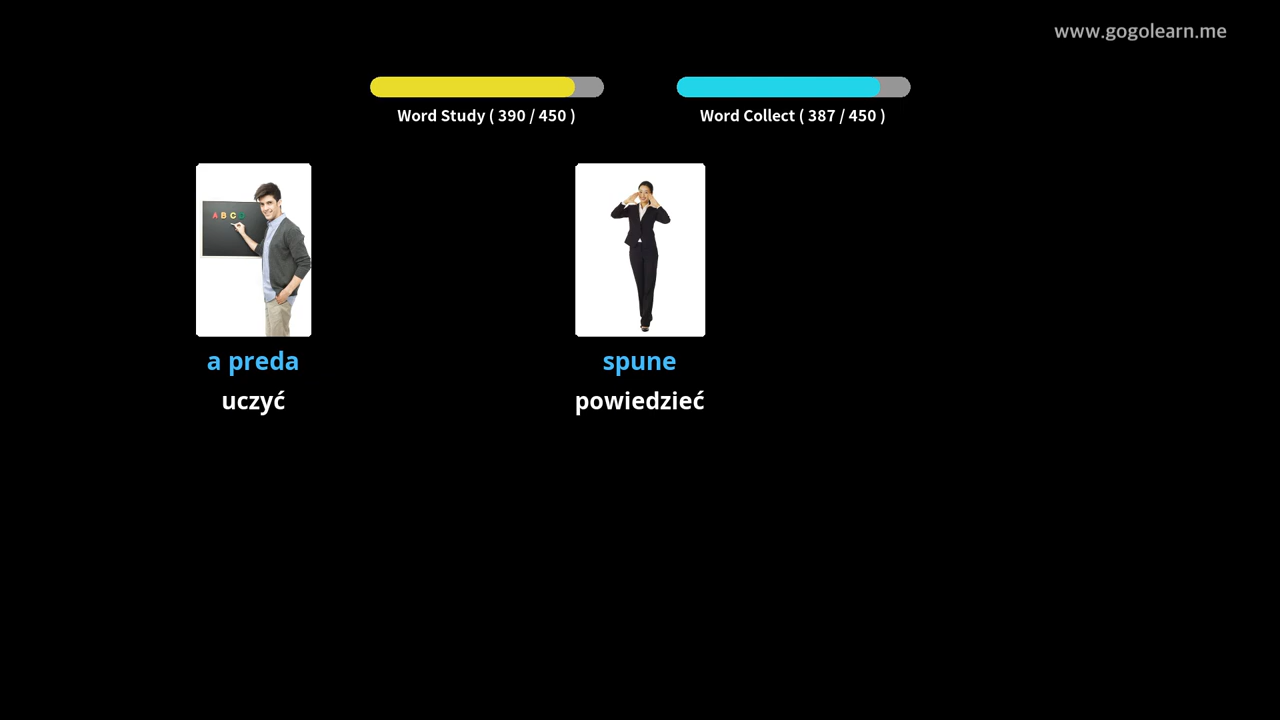 www.gogolearn.me
Word Study ( 390 / 450 )
Word Collect ( 387 / 450 )
A B C D
a preda
spune
uczyć
powiedzieć